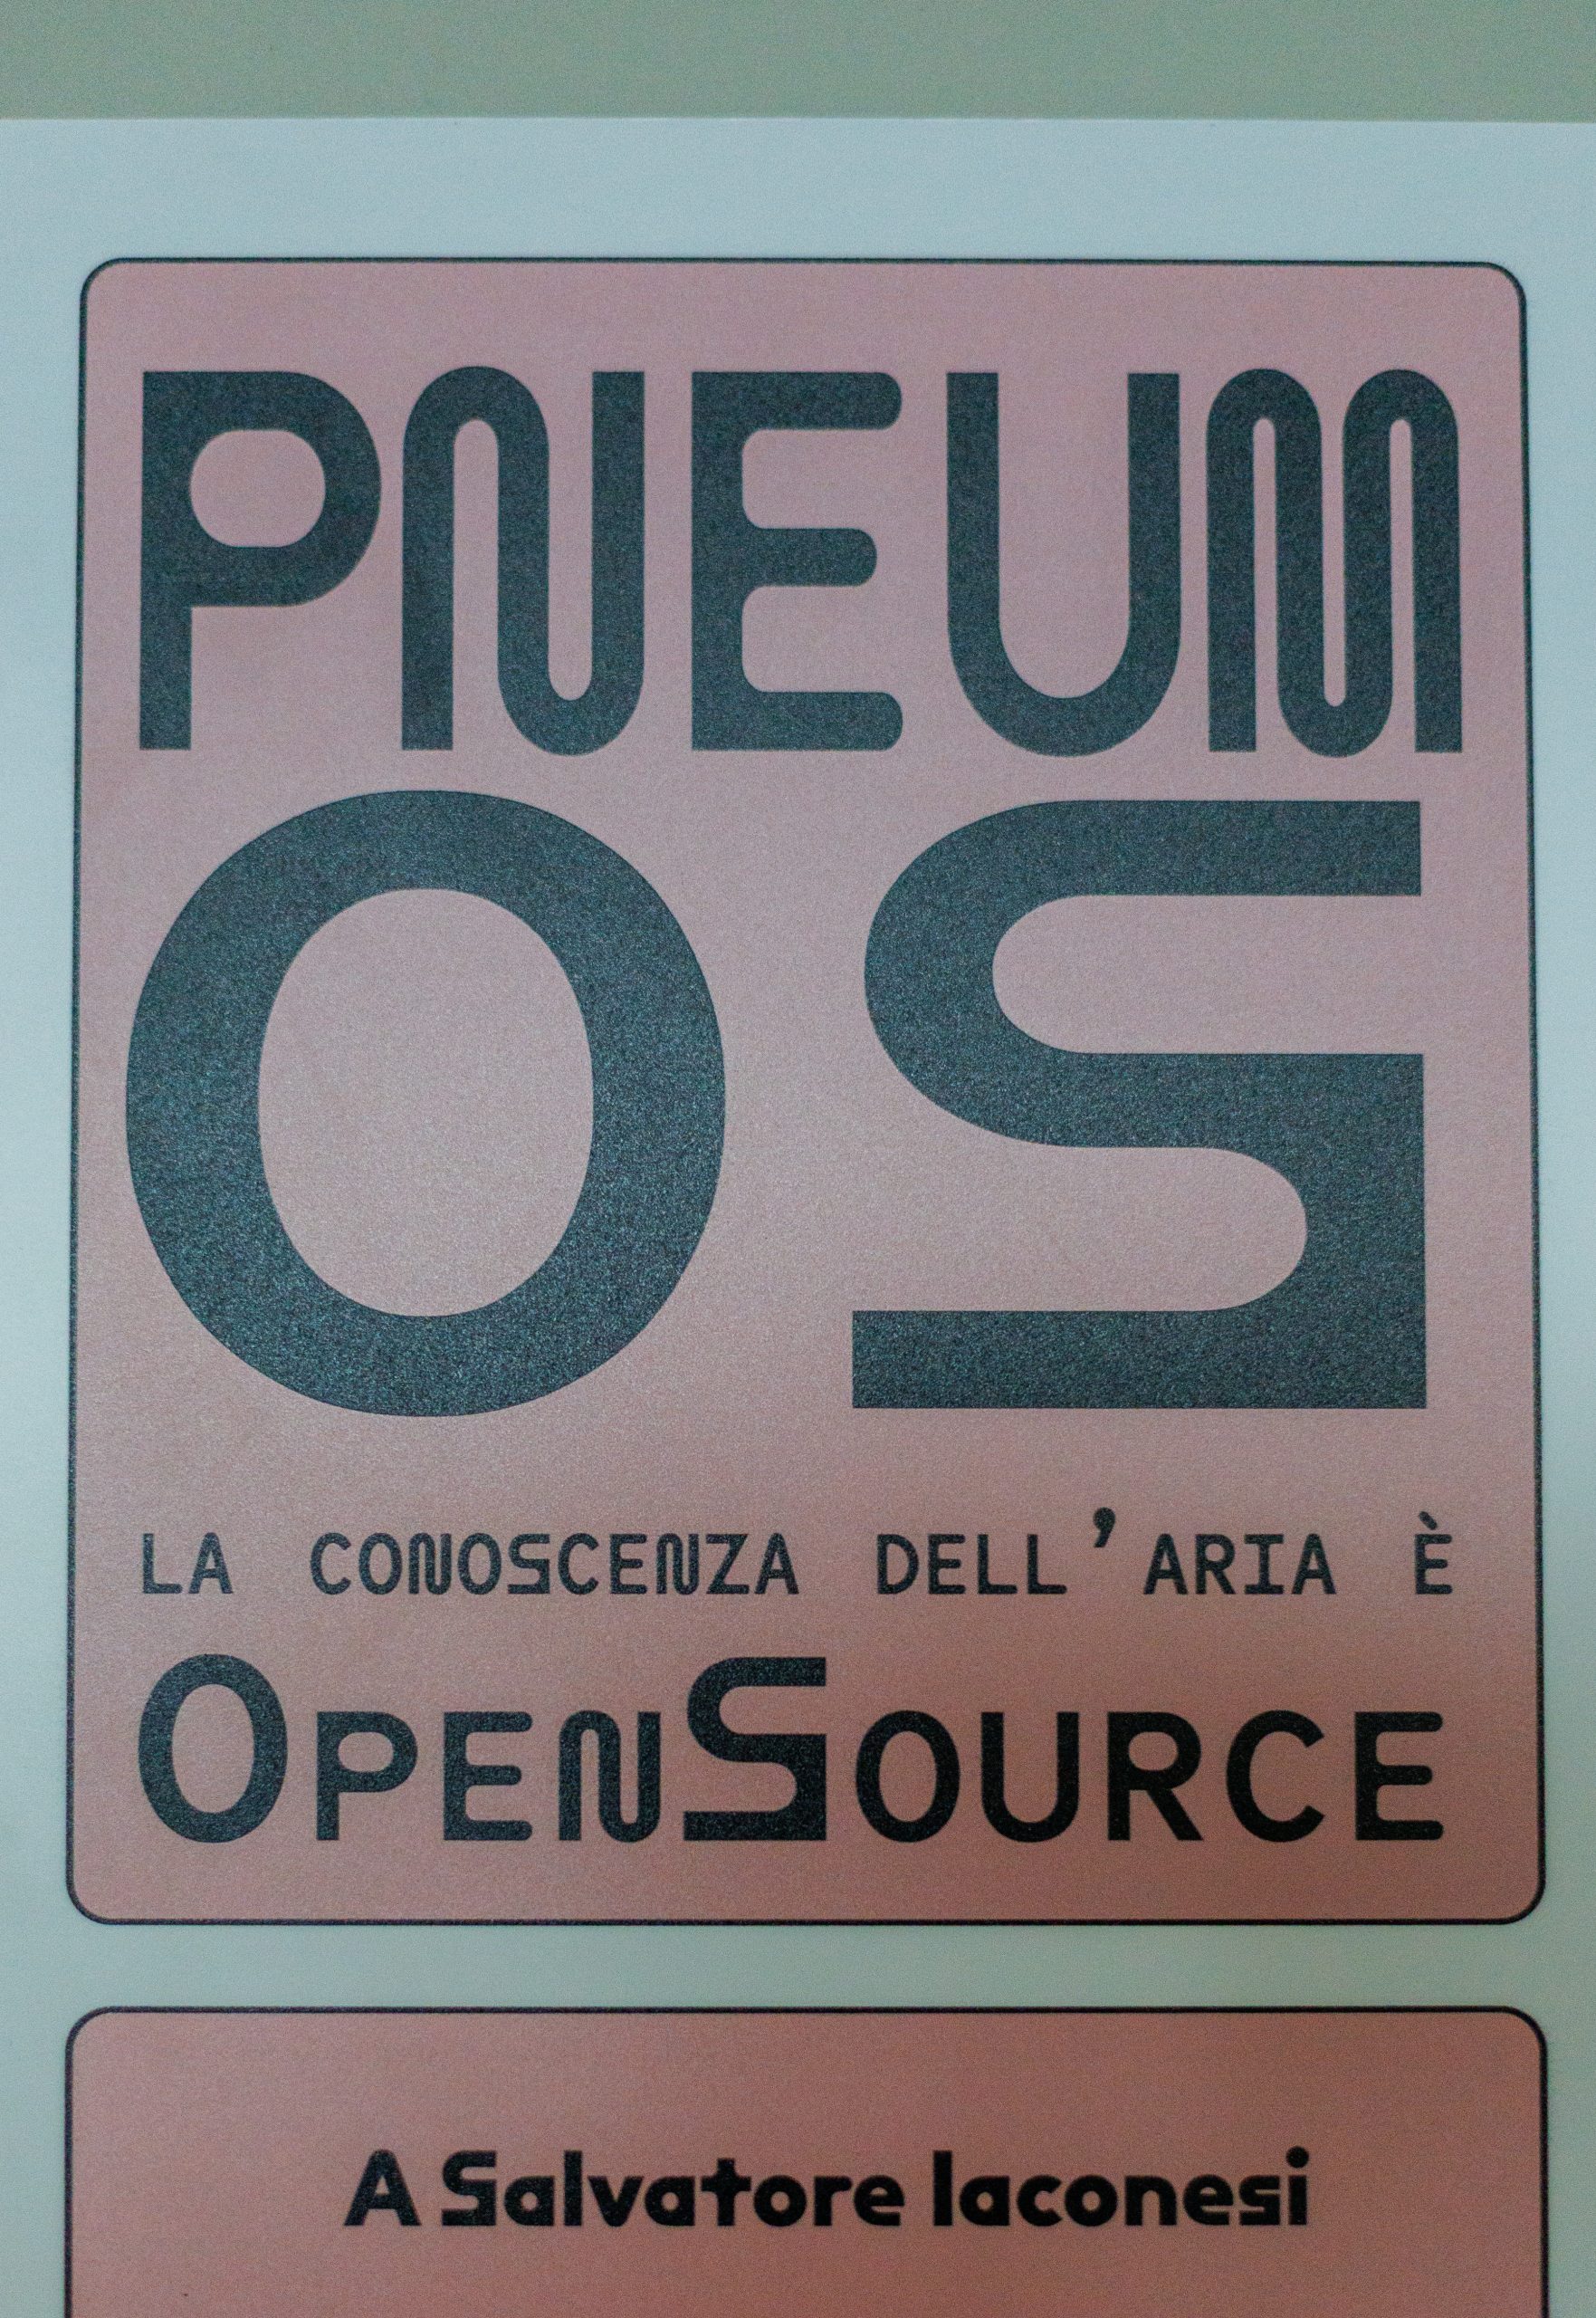 PNEUM
OS
LA CONOSCENZA DELL'ARIA È
OPENSOURCE
A Salvatore Iaconesi